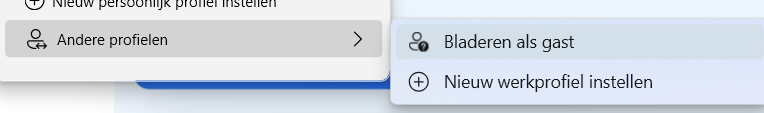 Nieuw persoonlijk profiel instellen
Andere profielen
Bladeren als gast
Nieuw werkprofiel instellen